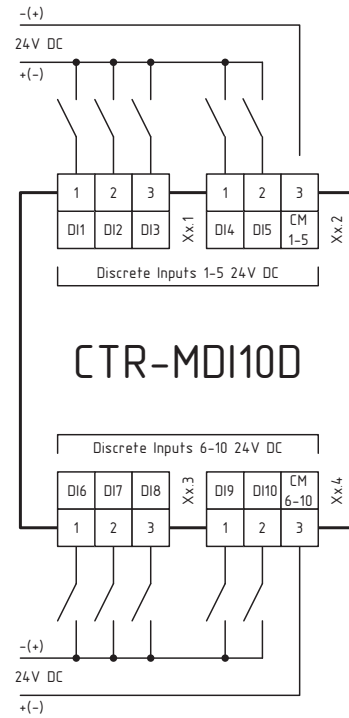 -(+)
24V DC
+(-)
1 2 3 1 2 3
DI1 DI2 DI3 Xx.1 DI4 DI5 CM 1-5 Xx.2
Discrete Inputs 1-5 24V DC
CTR-MDI10D
Discrete Inputs 6-10 24V DC
DI6 DI7 DI8 Xx.3 DI9 DI10 CM 6-10 Xx.4
1 2 3 1 2 3
-(+)
24V DC
+(-)